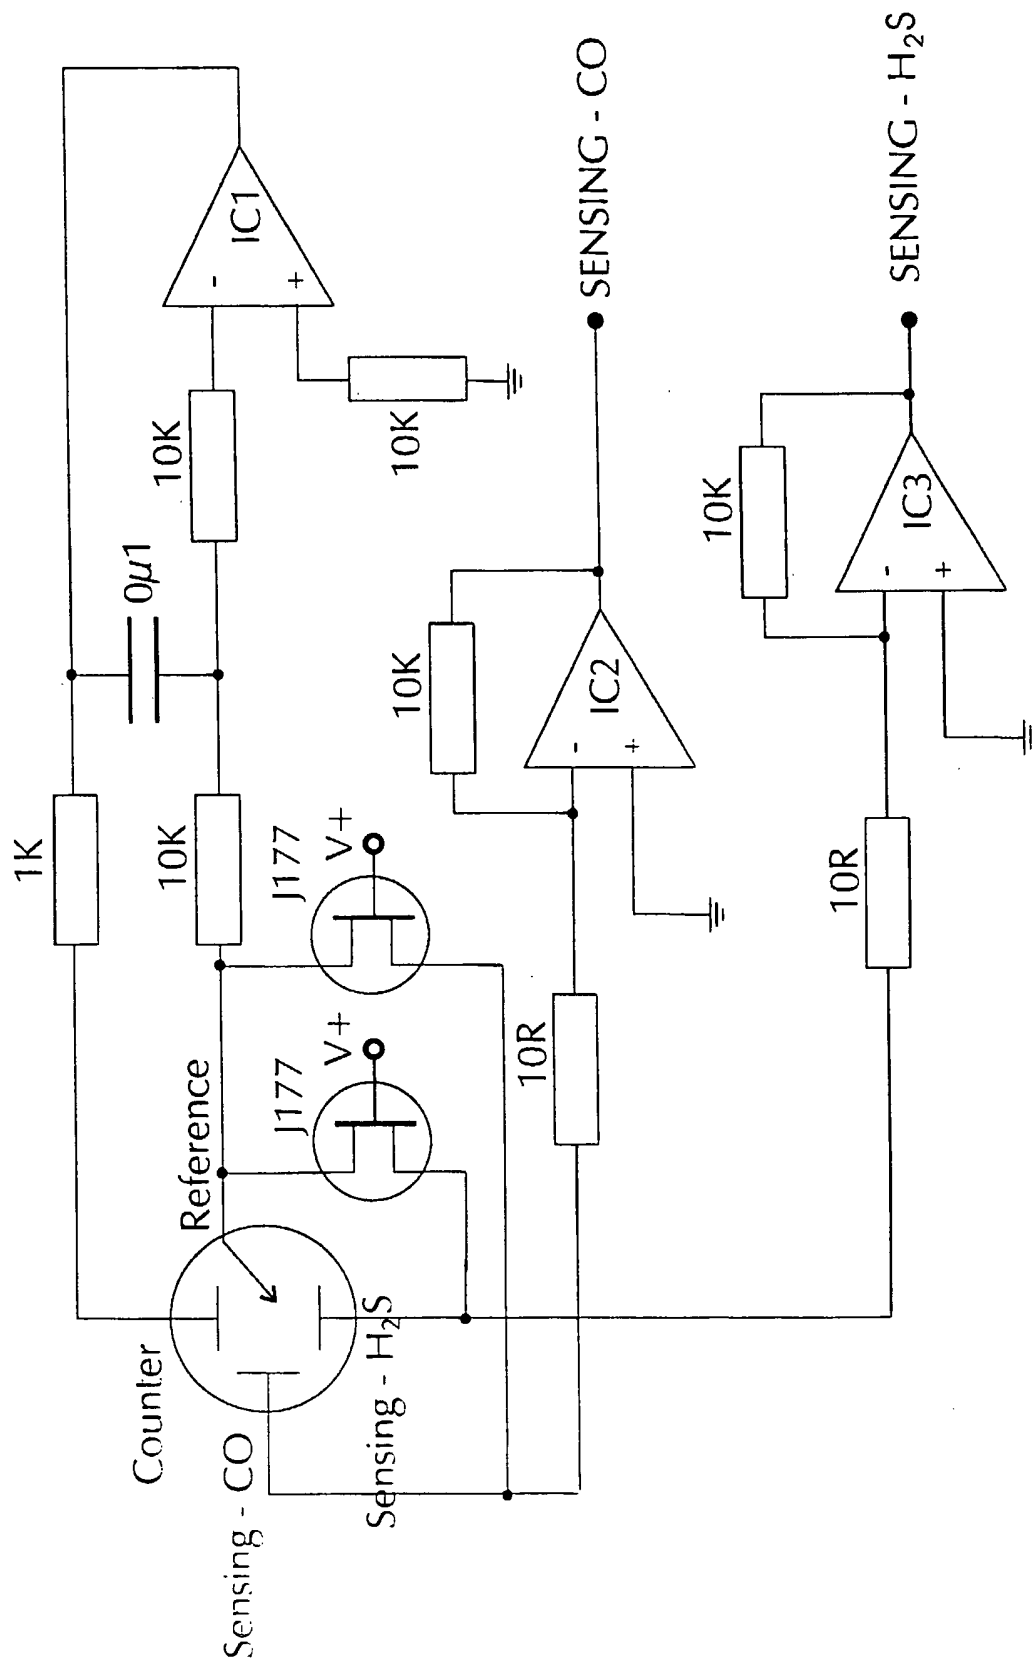 Counter
Sensing - CO
Sensing - H₂S
Reference
1K
10K
0µ1
10K
10K
-
+
IC1
J177
V+
J177
V+
10R
10K
-
+
IC2
SENSING - CO
10R
10K
-
+
IC3
SENSING - H₂S